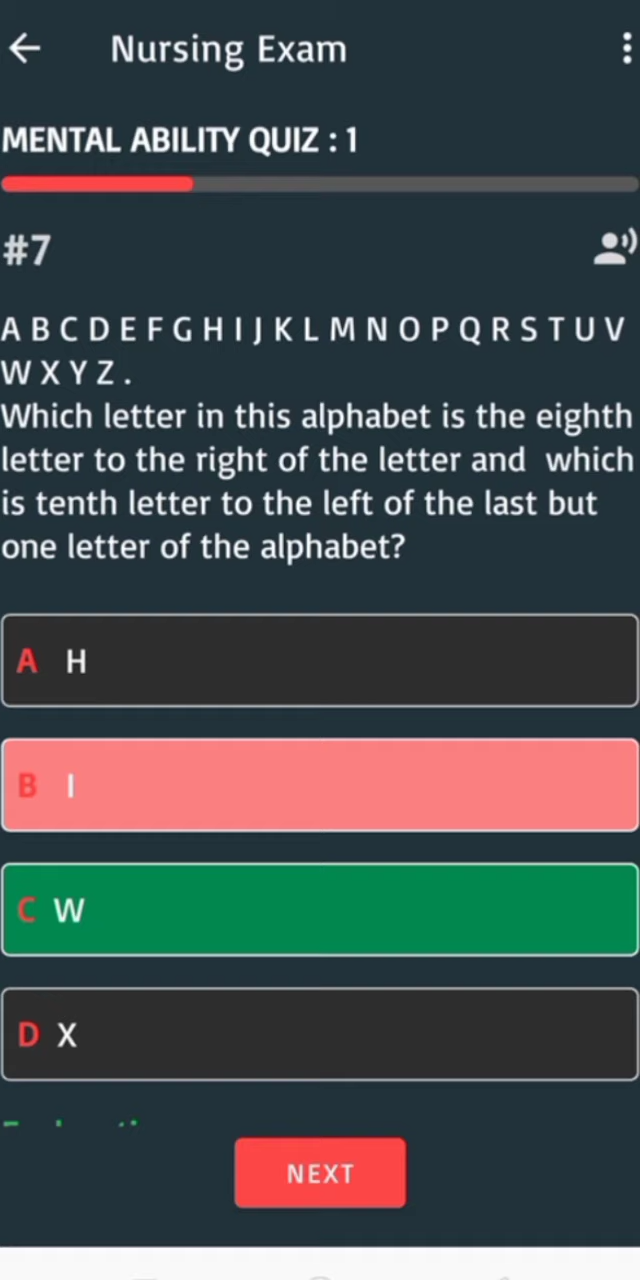 Nursing Exam
MENTAL ABILITY QUIZ : 1
#7
A B C D E F G H I J K L M N O P Q R S T U V
W X Y Z .
Which letter in this alphabet is the eighth
letter to the right of the letter and which
is tenth letter to the left of the last but
one letter of the alphabet?
A H
B I
C W
D X
NEXT